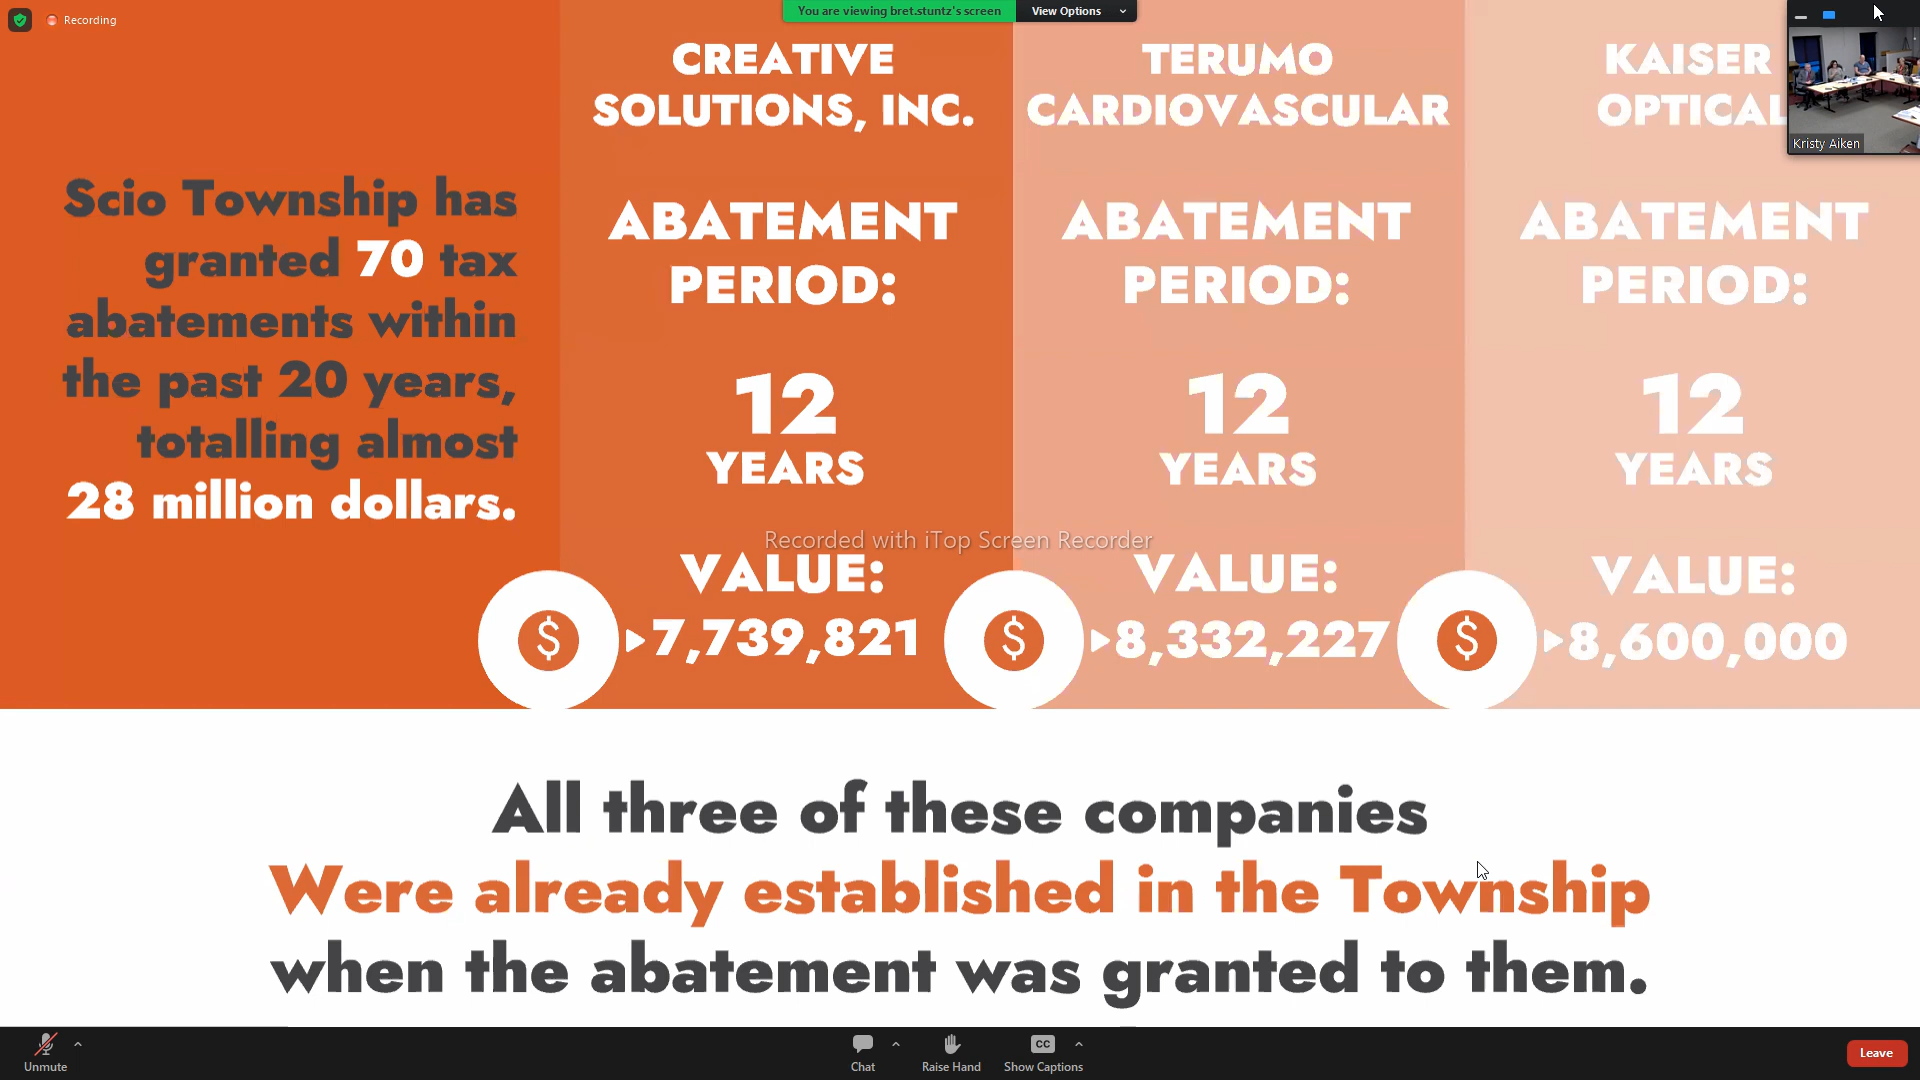 Recording
You are viewing bret.stuntz's screen
View Options
Kristy Aiken
Scio Township has
granted 70 tax
abatements within
the past 20 years,
totalling almost
28 million dollars.
CREATIVE
SOLUTIONS, INC.
ABATEMENT
PERIOD:
12
YEARS
VALUE:
$
7,739,821
TERUMO
CARDIOVASCULAR
ABATEMENT
PERIOD:
12
YEARS
VALUE:
$
8,332,227
KAISER
OPTICAL
ABATEMENT
PERIOD:
12
YEARS
VALUE:
$
8,600,000
Recorded with iTop Screen Recorder
All three of these companies
Were already established in the Township
when the abatement was granted to them.
Unmute
Chat
Raise Hand
CC
Show Captions
Leave